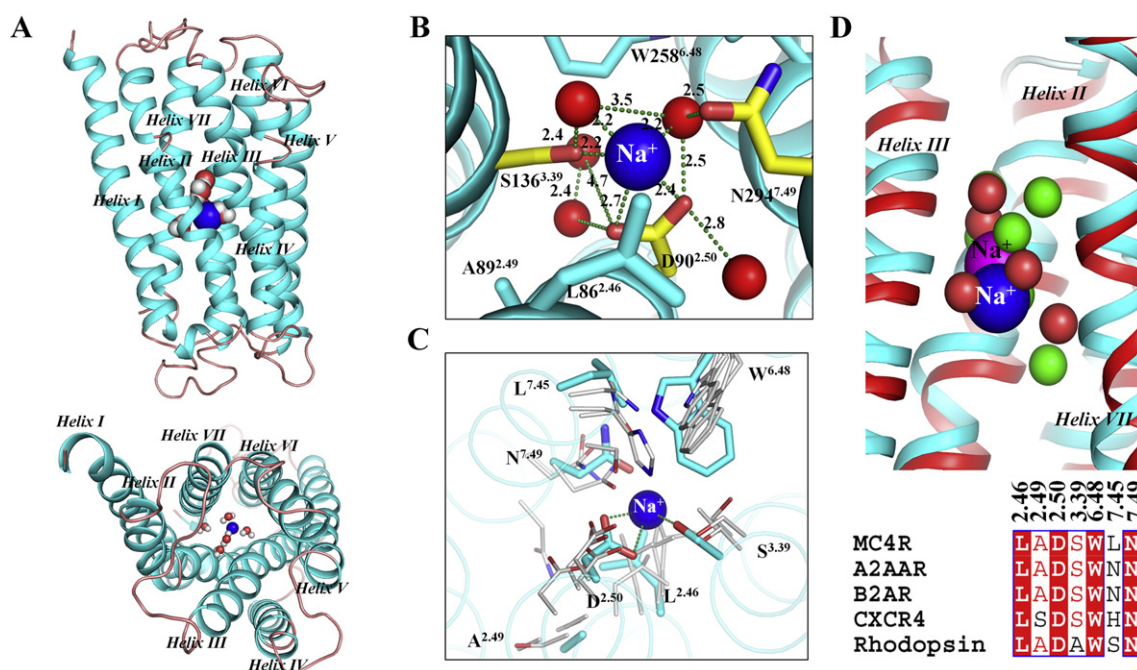 A
Helix VI
Helix VII
Helix V
Helix II
Helix III
Helix I
Helix IV
Helix I
Helix VII
Helix VI
Helix II
Helix V
Helix III
Helix IV
B
W258^6.48
3.5
2.5
2.2
2.2
2.4
2.2
Na+
S136^3.39
2.5
4.7
2.4
2.4
2.7
N294^7.49
2.8
A89^2.49
D90^2.50
L86^2.46
C
L^7.45
W^6.48
N^7.49
Na+
S^3.39
D^2.50
L^2.46
A^2.49
D
Helix II
Helix III
Na+
Na+
Helix VII
2.46 2.49 2.50 3.39 6.48 7.45 7.49
MC4R L A D S W L N
A2AAR L A D S W N N
B2AR L A D S W N N
CXCR4 L S D S W H N
Rhodopsin L A D A W S N